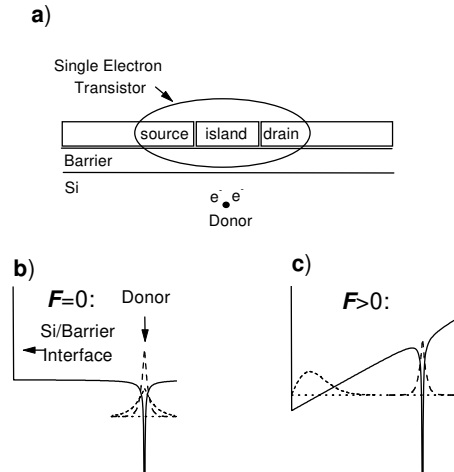 a)
Single Electron
Transistor
source island drain
Barrier
Si
e- e-
Donor
b)
F=0:
Donor
Si/Barrier
Interface
c)
F>0: